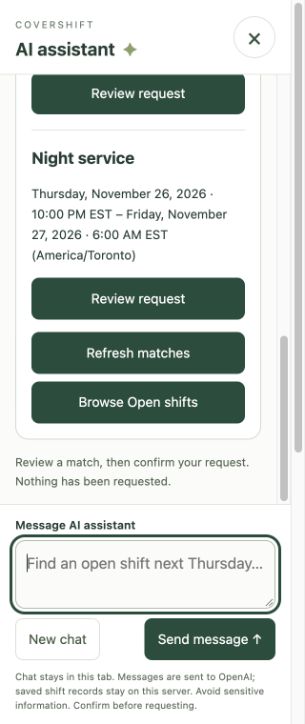 COVERSHIFT
AI assistant
Review request
Night service
Thursday, November 26, 2026 ·
10:00 PM EST – Friday, November
27, 2026 · 6:00 AM EST
(America/Toronto)
Review request
Refresh matches
Browse Open shifts
Review a match, then confirm your request.
Nothing has been requested.
Message AI assistant
Find an open shift next Thursday...
New chat
Send message ↑
Chat stays in this tab. Messages are sent to OpenAI;
saved shift records stay on this server. Avoid sensitive
information. Confirm before requesting.